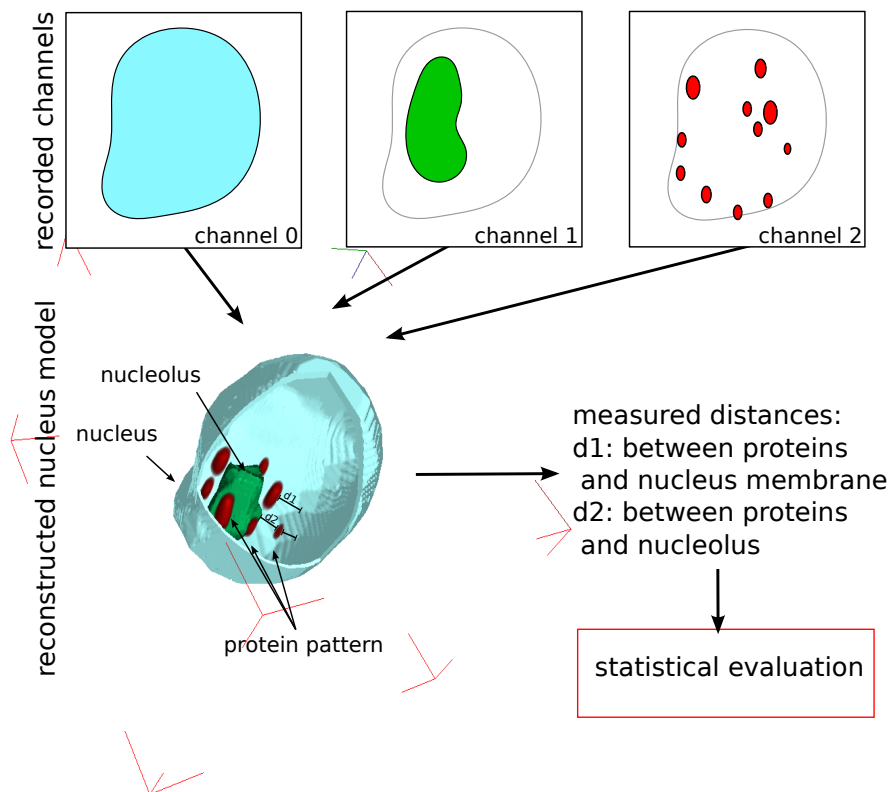 recorded channels
channel 0
channel 1
channel 2
reconstructed nucleus model
nucleolus
nucleus
d1
d2
protein pattern
measured distances:
d1: between proteins
and nucleus membrane
d2: between proteins
and nucleolus
statistical evaluation